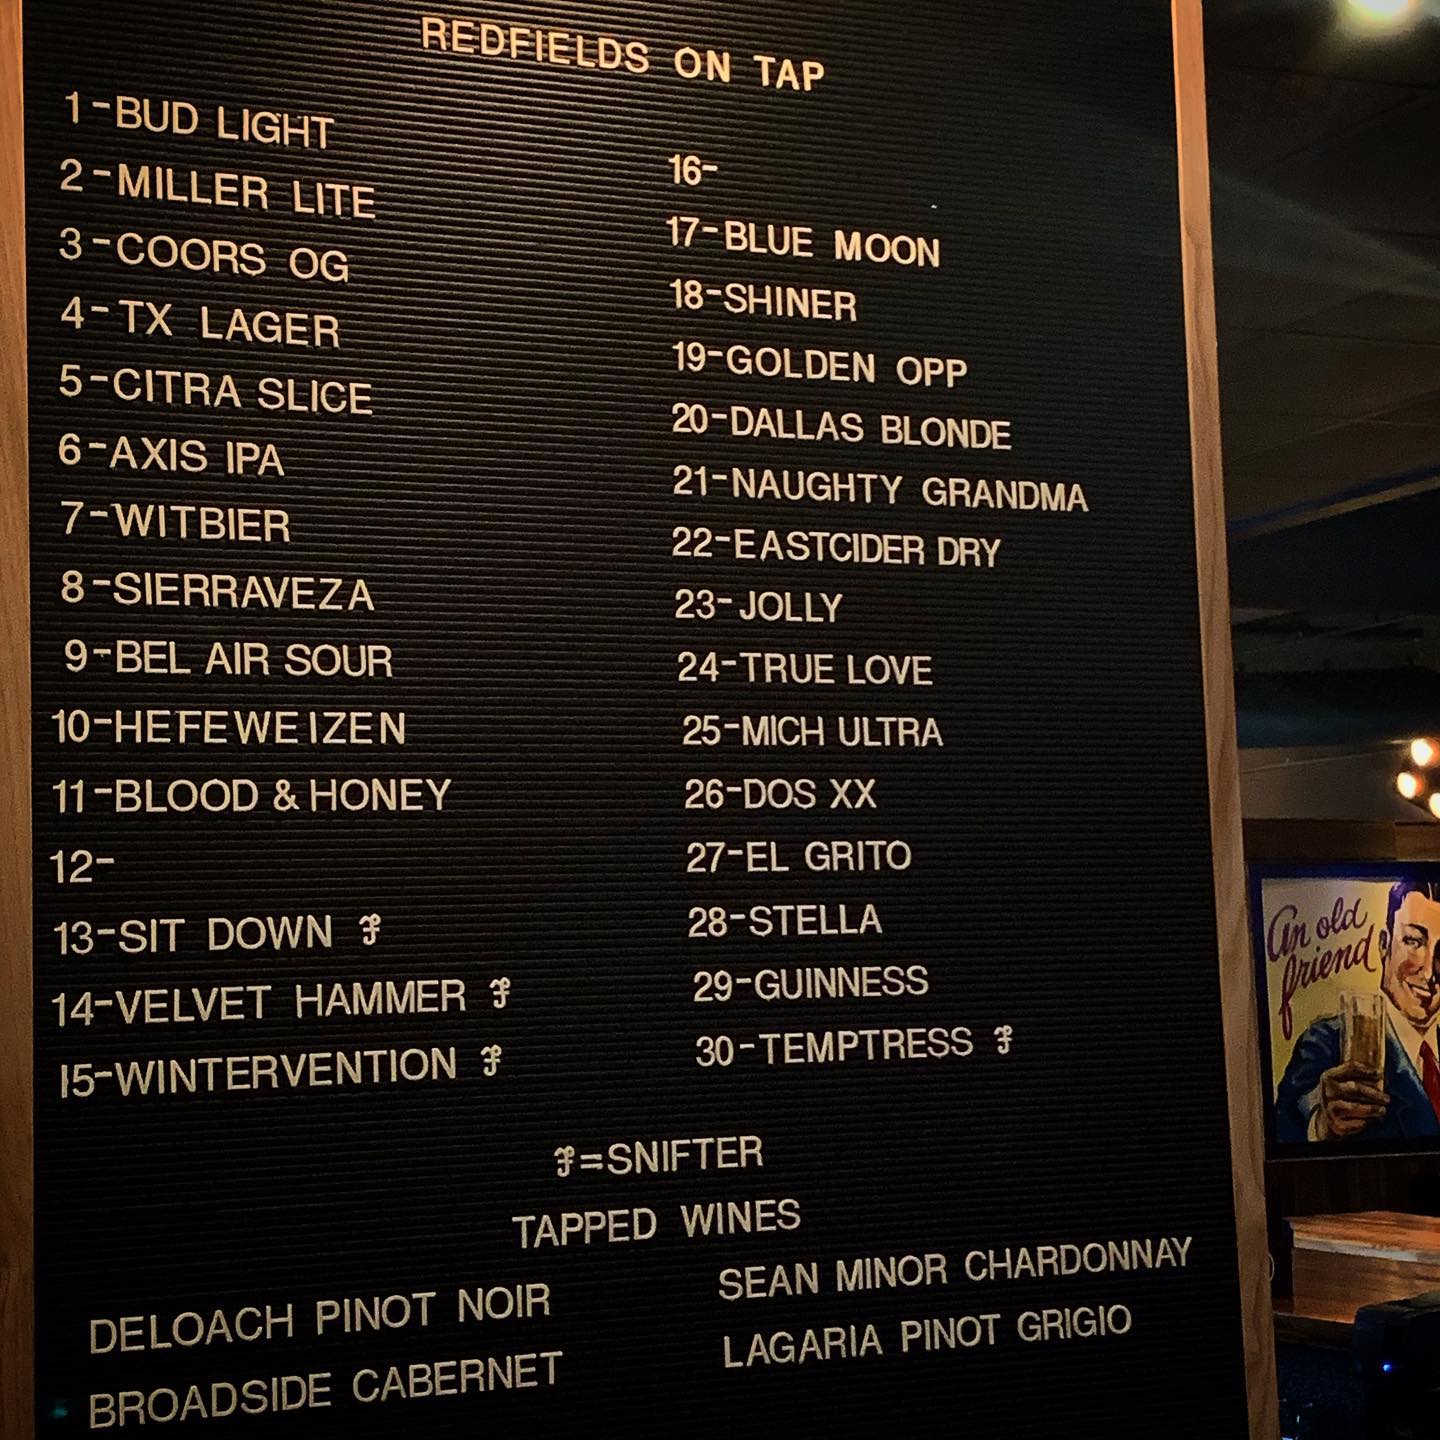 REDFIELDS ON TAP
1-BUD LIGHT
2-MILLER LITE
3-COORS OG
4-TX LAGER
5-CITRA SLICE
6-AXIS IPA
7-WITBIER
8-SIERRAVEZA
9-BEL AIR SOUR
10-HEFEWEIZEN
11-BLOOD & HONEY
12-
13-SIT DOWN
14-VELVET HAMMER
15-WINTERVENTION
16-
17-BLUE MOON
18-SHINER
19-GOLDEN OPP
20-DALLAS BLONDE
21-NAUGHTY GRANDMA
22-EASTCIDER DRY
23-JOLLY
24-TRUE LOVE
25-MICH ULTRA
26-DOS XX
27-EL GRITO
28-STELLA
29-GUINNESS
30-TEMPTRESS
=SNIFTER
TAPPED WINES
DELOACH PINOT NOIR
BROADSIDE CABERNET
SEAN MINOR CHARDONNAY
LAGARIA PINOT GRIGIO
An old
friend